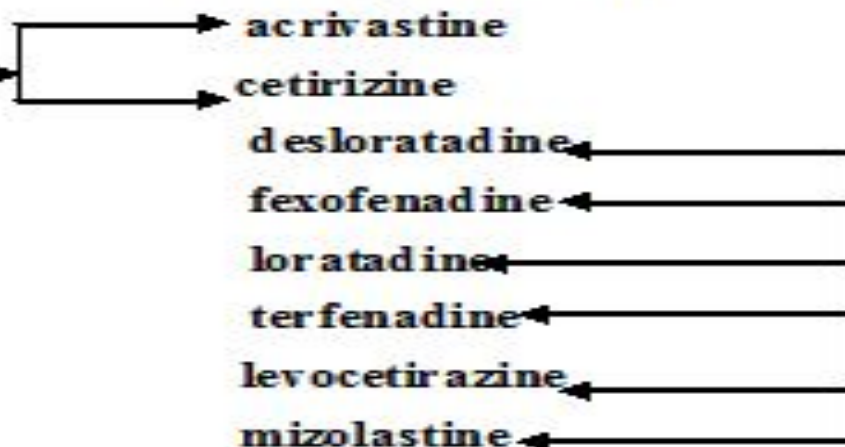 acrivastine
cetirizine
desloratadine
fexofenadine
loratadine
terfenadine
levocetirazine
mizolastine